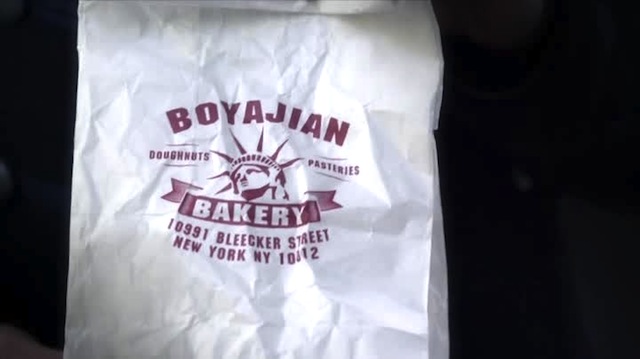 BOYAJIAN
DOUGHNUTS
PASTERIES
BAKERY
10991 BLEECKER STREET
NEW YORK NY 10012